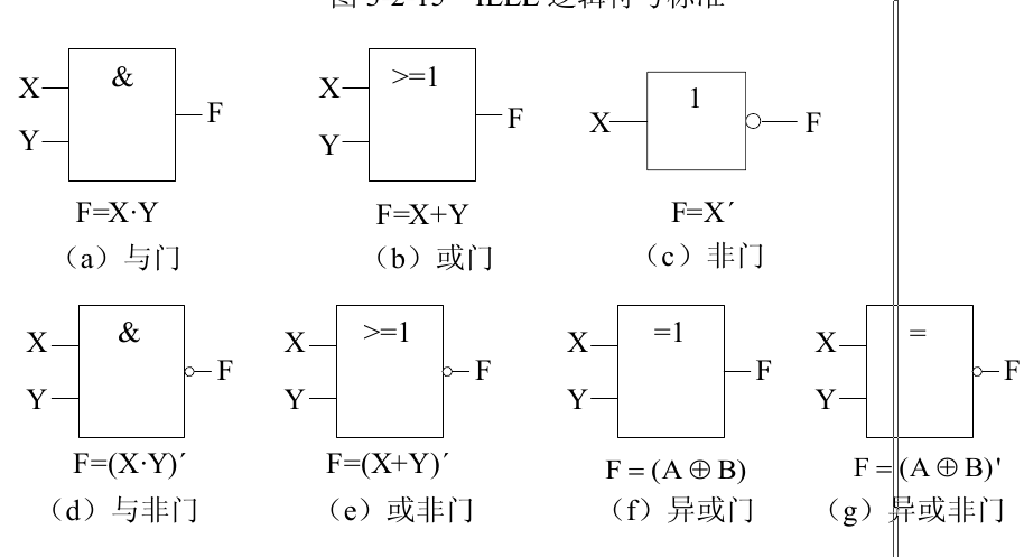 X & F
Y
F=X·Y
（a）与门
X >=1 F
Y
F=X+Y
（b）或门
X 1 F
F=X´
（c）非门
X & F
Y
F=(X·Y)´
（d）与非门
X >=1 F
Y
F=(X+Y)´
（e）或非门
X =1 F
Y
F = (A ⊕ B)
（f）异或门
X = F
Y
F = (A ⊕ B)'
（g）异或非门